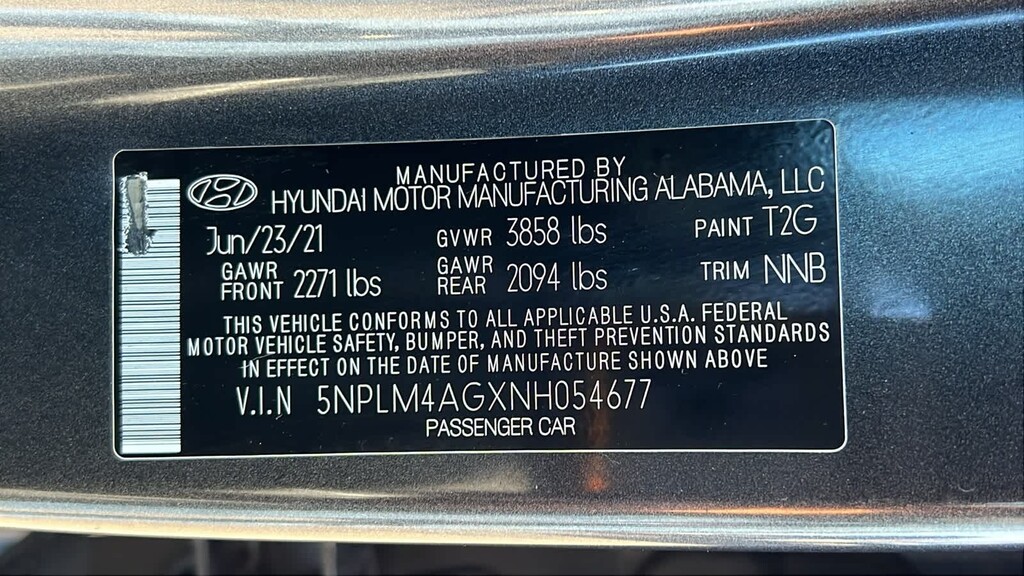 MANUFACTURED BY
HYUNDAI MOTOR MANUFACTURING ALABAMA, LLC
Jun/23/21 GVWR 3858 lbs PAINT T2G
GAWR FRONT 2271 lbs GAWR REAR 2094 lbs TRIM NNB
THIS VEHICLE CONFORMS TO ALL APPLICABLE U.S.A. FEDERAL
MOTOR VEHICLE SAFETY, BUMPER, AND THEFT PREVENTION STANDARDS
IN EFFECT ON THE DATE OF MANUFACTURE SHOWN ABOVE
V.I.N 5NPLM4AGXNH054677
PASSENGER CAR